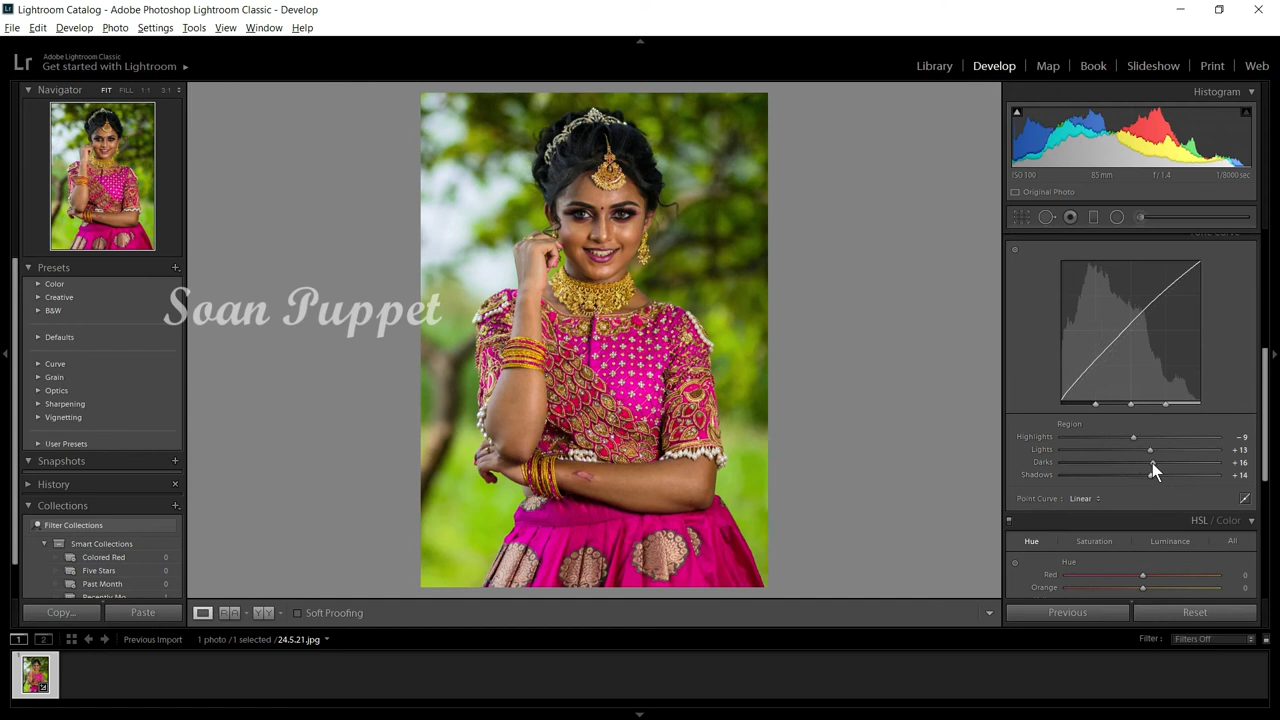 Lightroom Catalog - Adobe Photoshop Lightroom Classic - Develop
File Edit Develop Photo Settings Tools View Window Help
Lr Adobe Lightroom Classic
Get started with Lightroom
Library Develop Map Book Slideshow Print Web
Navigator FIT FILL 1:1 3:1
Histogram
ISO 100 85 mm f / 1.4 1/8000 sec
Original Photo
Presets
Color
Creative
B&W
Defaults
Curve
Grain
Optics
Sharpening
Vignetting
User Presets
Snapshots
History
Collections
Filter Collections
Smart Collections
Colored Red 0
Five Stars 0
Past Month 0
Copy... Paste
Soan Puppet
Tone Curve
Region
Highlights - 9
Lights + 13
Darks + 16
Shadows + 14
Point Curve : Linear
HSL / Color
Hue Saturation Luminance All
Hue
Red 0
Orange 0
Previous Reset
Soft Proofing
1 2 Previous Import 1 photo / 1 selected / 24.5.21.jpg
Filter : Filters Off
1